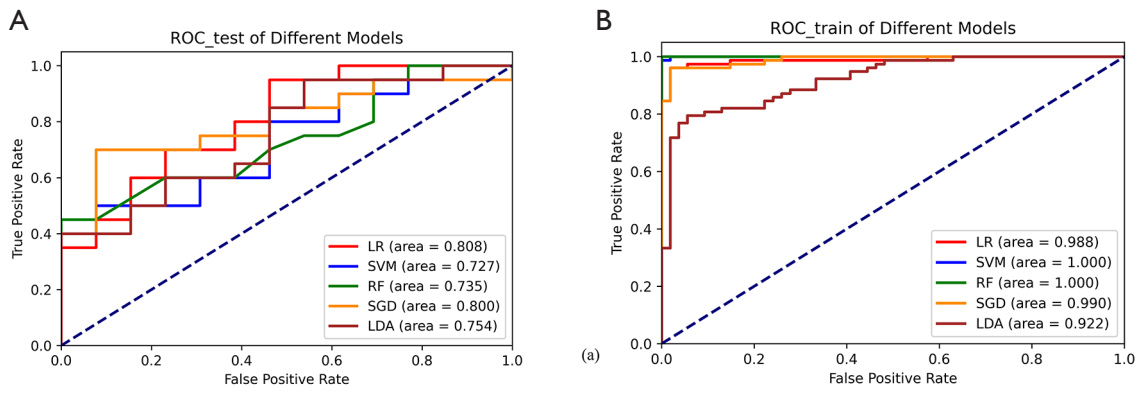 A
ROC_test of Different Models
True Positive Rate
1.0
0.8
0.6
0.4
0.2
0.0
0.0 0.2 0.4 0.6 0.8 1.0
False Positive Rate
LR (area = 0.808)
SVM (area = 0.727)
RF (area = 0.735)
SGD (area = 0.800)
LDA (area = 0.754)
(a)
B
ROC_train of Different Models
True Positive Rate
1.0
0.8
0.6
0.4
0.2
0.0
0.0 0.2 0.4 0.6 0.8 1.0
False Positive Rate
LR (area = 0.988)
SVM (area = 1.000)
RF (area = 1.000)
SGD (area = 0.990)
LDA (area = 0.922)